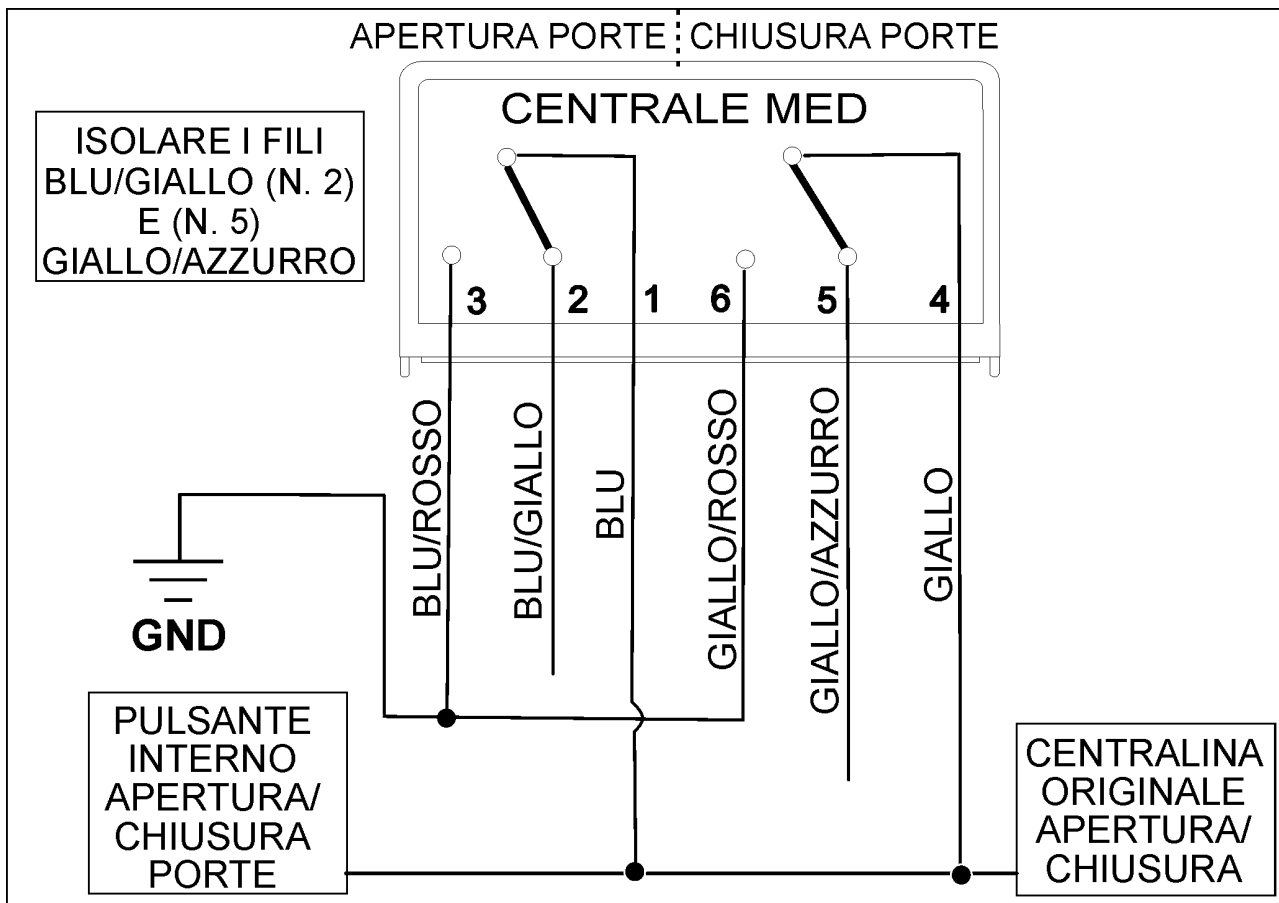 APERTURA PORTE CHIUSURA PORTE
CENTRALE MED
ISOLARE I FILI
BLU/GIALLO (N. 2)
E (N. 5)
GIALLO/AZZURRO
3 2 1 6 5 4
BLU/ROSSO
BLU/GIALLO
BLU
GIALLO/ROSSO
GIALLO/AZZURRO
GIALLO
GND
PULSANTE
INTERNO
APERTURA/
CHIUSURA
PORTE
CENTRALINA
ORIGINALE
APERTURA/
CHIUSURA